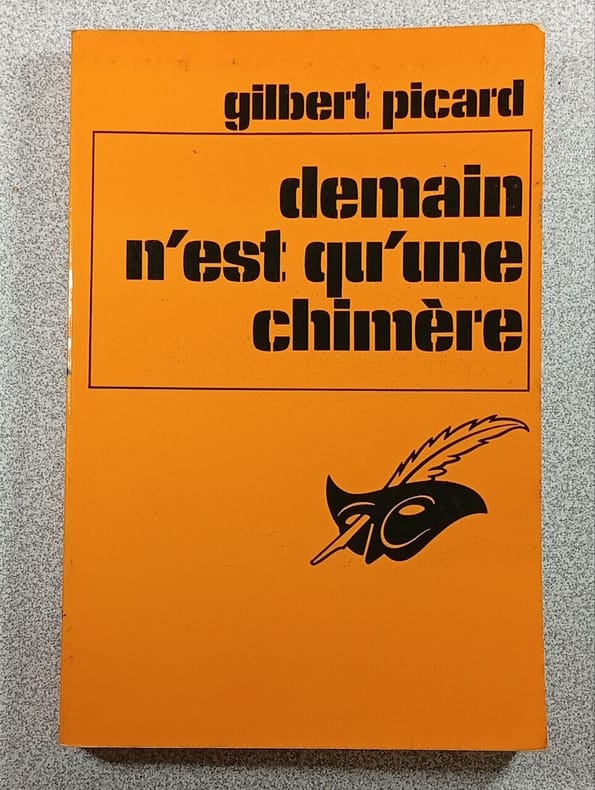 gilbert picard
demain
n'est qu'une
chimère